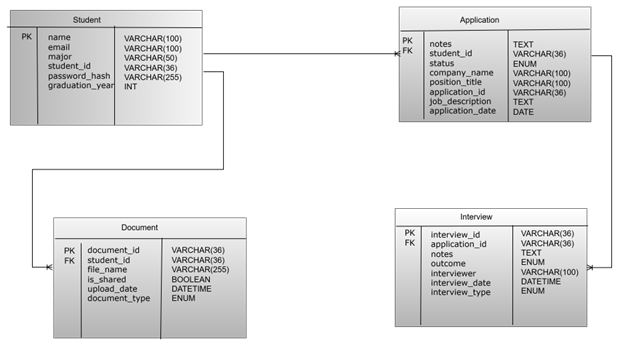 Student
PK name VARCHAR(100)
email VARCHAR(100)
major VARCHAR(50)
student_id VARCHAR(36)
password_hash VARCHAR(255)
graduation_year INT
Application
PK notes TEXT
FK student_id VARCHAR(36)
status ENUM
company_name VARCHAR(100)
position_title VARCHAR(100)
application_id VARCHAR(36)
job_description TEXT
application_date DATE
Document
PK document_id VARCHAR(36)
FK student_id VARCHAR(36)
file_name VARCHAR(255)
is_shared BOOLEAN
upload_date DATETIME
document_type ENUM
Interview
PK interview_id VARCHAR(36)
FK application_id VARCHAR(36)
notes TEXT
outcome ENUM
interviewer VARCHAR(100)
interview_date DATETIME
interview_type ENUM